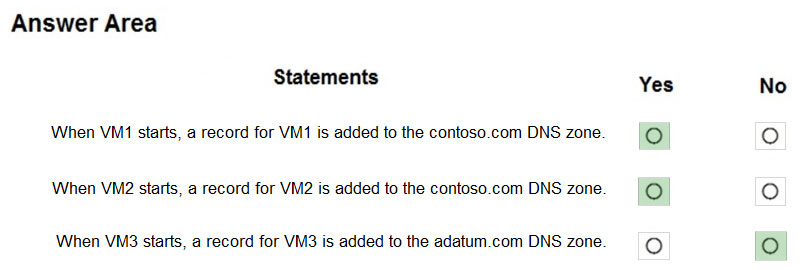 Answer Area
Statements Yes No
When VM1 starts, a record for VM1 is added to the contoso.com DNS zone.
When VM2 starts, a record for VM2 is added to the contoso.com DNS zone.
When VM3 starts, a record for VM3 is added to the adatum.com DNS zone.